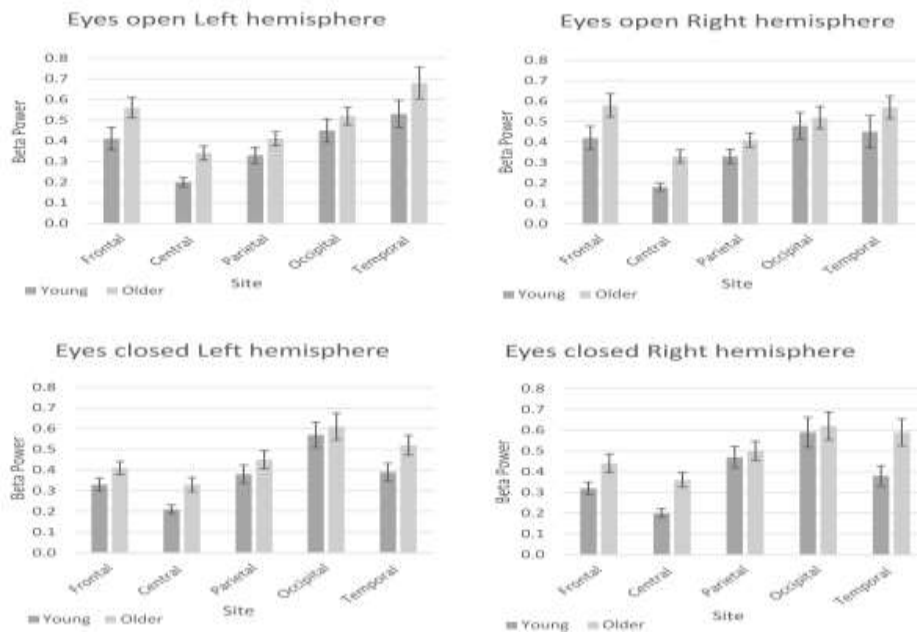 Eyes open Left hemisphere
Beta Power
0.8
0.7
0.6
0.5
0.4
0.3
0.2
0.1
0.0
Frontal
Central
Parietal
Occipital
Temporal
Site
Young Older
Eyes open Right hemisphere
Beta Power
0.8
0.7
0.6
0.5
0.4
0.3
0.2
0.1
0.0
Frontal
Central
Parietal
Occipital
Temporal
Site
Young Older
Eyes closed Left hemisphere
Beta Power
0.8
0.7
0.6
0.5
0.4
0.3
0.2
0.1
0.0
Frontal
Central
Parietal
Occipital
Temporal
Site
Young Older
Eyes closed Right hemisphere
Beta Power
0.8
0.7
0.6
0.5
0.4
0.3
0.2
0.1
0.0
Frontal
Central
Parietal
Occipital
Temporal
Site
Young Older